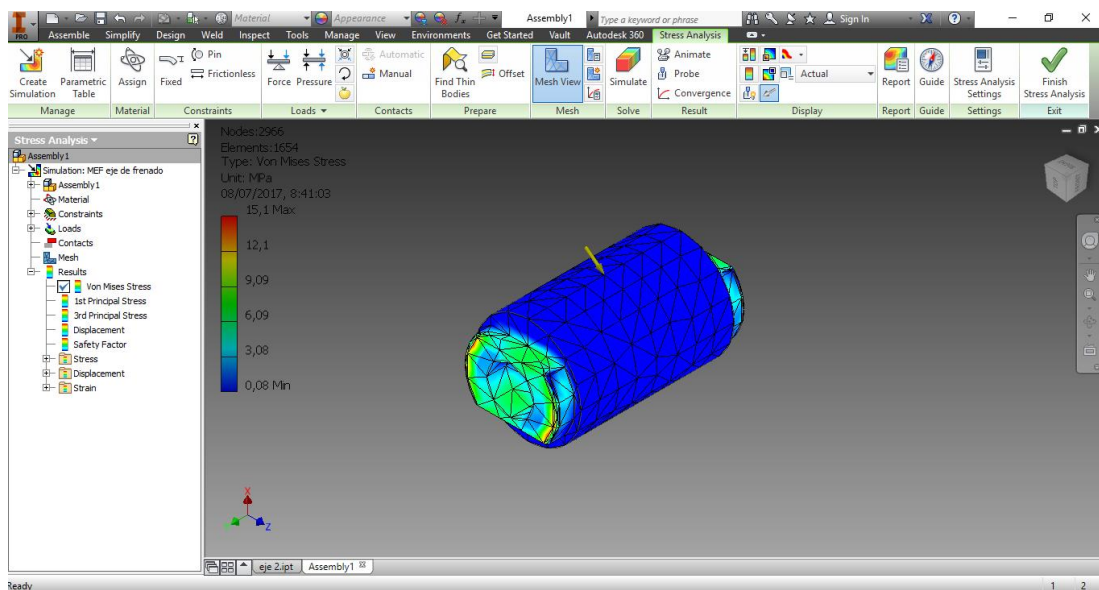 Material Appearance Assembly1 Type a keyword or phrase Sign In
PRO Assemble Simplify Design Weld Inspect Tools Manage View Environments Get Started Vault Autodesk 360 Stress Analysis
Pin Automatic Animate
Frictionless Manual Offset Probe Actual
Create Simulation Parametric Table Assign Fixed Force Pressure Find Thin Bodies Mesh View Simulate Convergence Report Guide Stress Analysis Settings Finish Stress Analysis
Manage Material Constraints Loads Contacts Prepare Mesh Solve Result Display Report Guide Settings Exit
Stress Analysis
Assembly1
Simulation: MEF eje de frenado
Assembly1
Material
Constraints
Loads
Contacts
Mesh
Results
Von Mises Stress
1st Principal Stress
3rd Principal Stress
Displacement
Safety Factor
Stress
Displacement
Strain
Nodes:2966
Elements:1654
Type: Von Mises Stress
Unit: MPa
08/07/2017, 8:41:03
15,1 Max
12,1
9,09
6,09
3,08
0,08 Min
X
Z
eje 2.ipt Assembly1
Ready 1 2